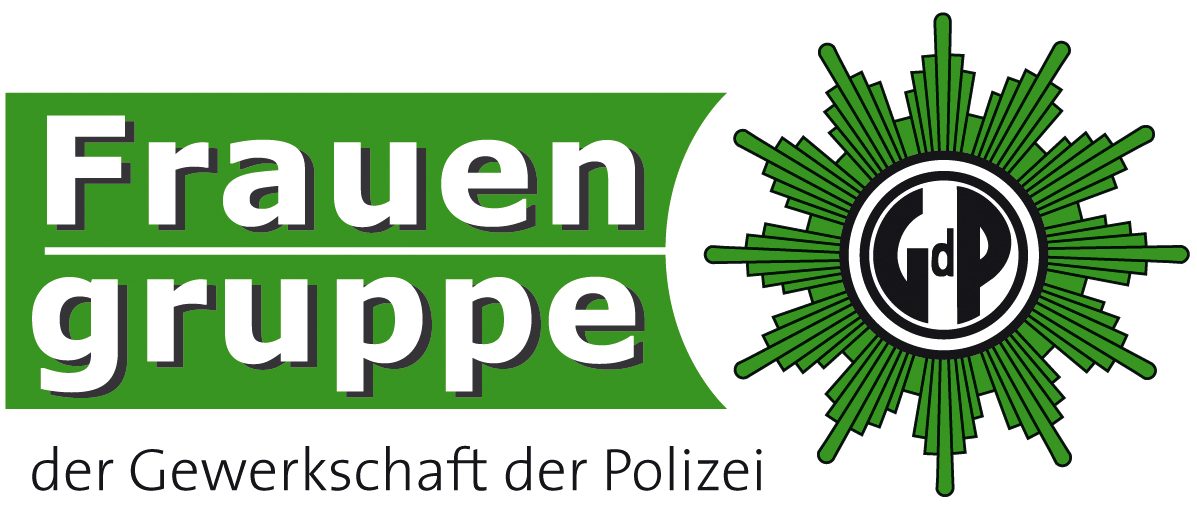 Frauen
gruppe
GdP
der Gewerkschaft der Polizei